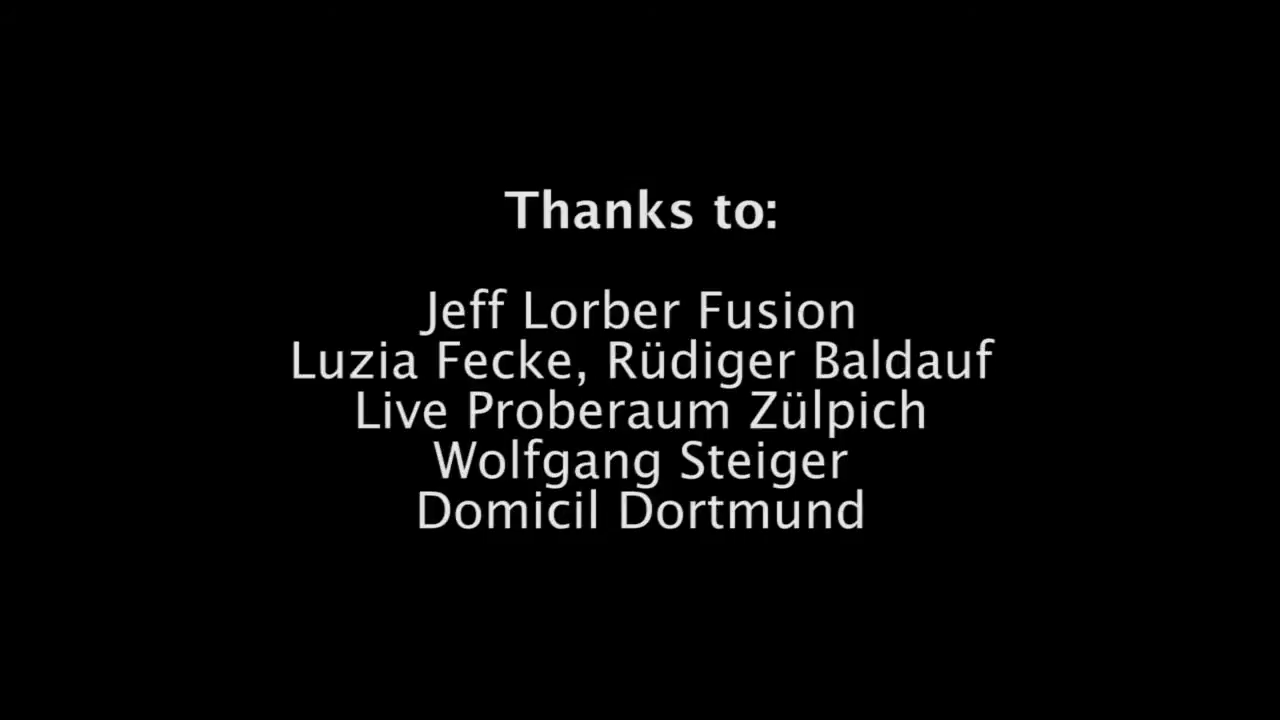 Thanks to:
Jeff Lorber Fusion
Luzia Fecke, Rüdiger Baldauf
Live Proberaum Zülpich
Wolfgang Steiger
Domicil Dortmund